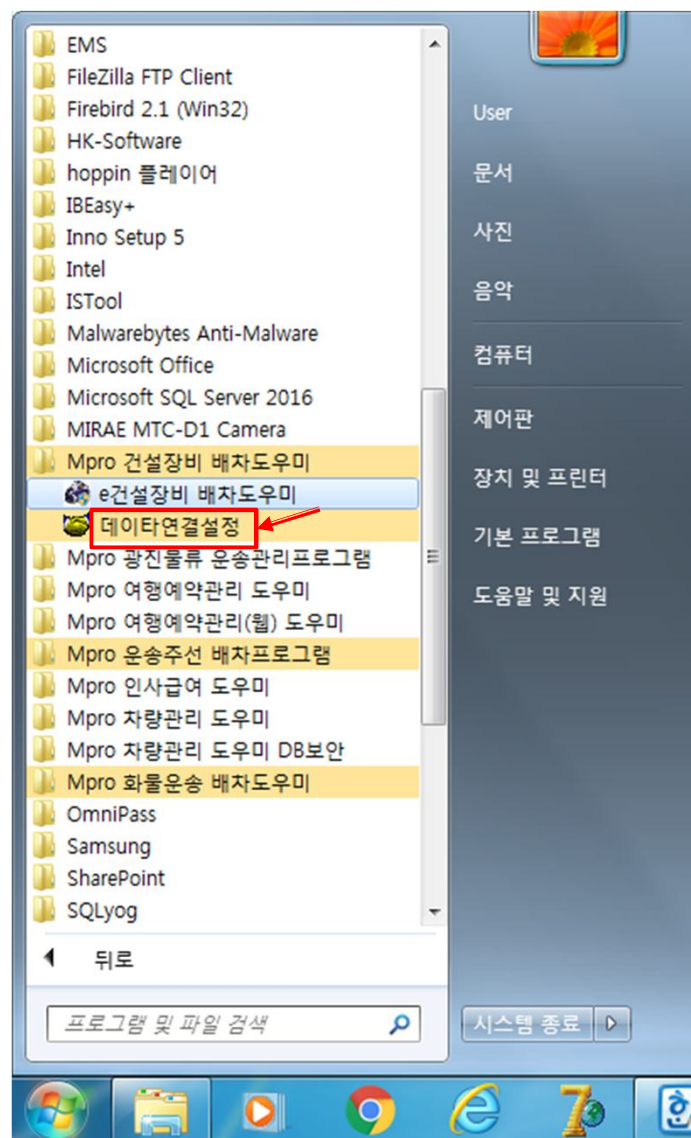 EMS
FileZilla FTP Client
Firebird 2.1 (Win32)
HK-Software
hoppin 플레이어
IBEasy+
Inno Setup 5
Intel
ISTool
Malwarebytes Anti-Malware
Microsoft Office
Microsoft SQL Server 2016
MIRAE MTC-D1 Camera
Mpro 건설장비 배차도우미
e건설장비 배차도우미
데이타연결설정
Mpro 광진물류 운송관리프로그램
Mpro 여행예약관리 도우미
Mpro 여행예약관리(웹) 도우미
Mpro 운송주선 배차프로그램
Mpro 인사급여 도우미
Mpro 차량관리 도우미
Mpro 차량관리 도우미 DB보안
Mpro 화물운송 배차도우미
OmniPass
Samsung
SharePoint
SQLyog
뒤로
프로그램 및 파일 검색
User
문서
사진
음악
컴퓨터
제어판
장치 및 프린터
기본 프로그램
도움말 및 지원
시스템 종료